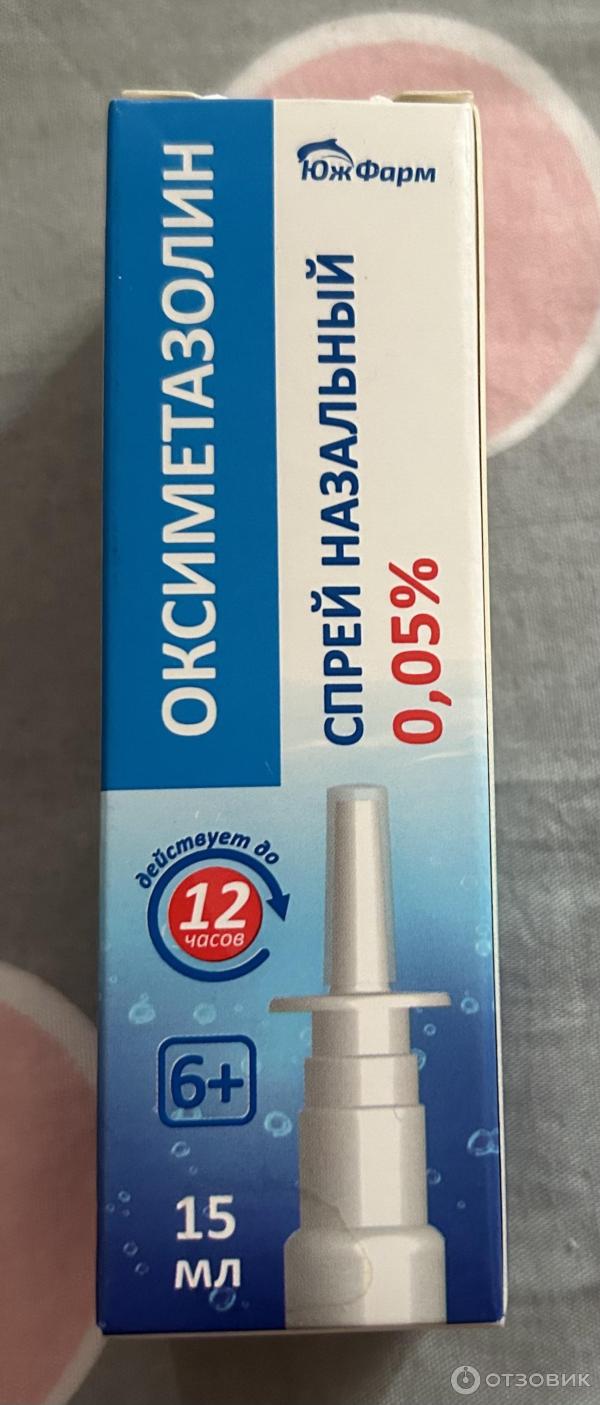 ЮжФарм
ОКСИМЕТАЗОЛИН
СПРЕЙ НАЗАЛЬНЫЙ
0,05%
действует до
12
часов
6+
15
мл
ОТЗОВИК